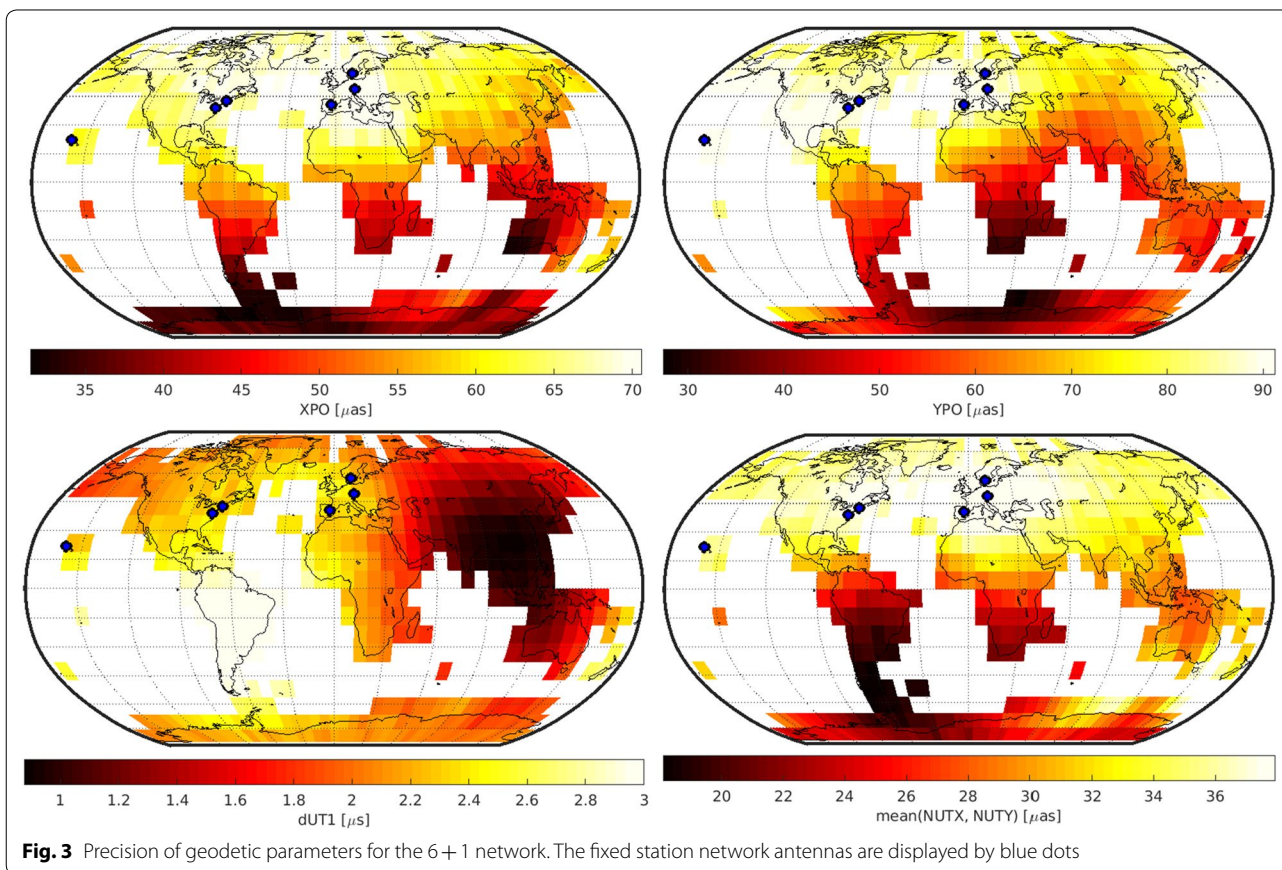 35 40 45 50 55 60 65 70
XPO [μas]
30 40 50 60 70 80 90
YPO [μas]
1 1.2 1.4 1.6 1.8 2 2.2 2.4 2.6 2.8 3
dUT1 [μs]
20 22 24 26 28 30 32 34 36
mean(NUTX, NUTY) [μas]
Fig. 3 Precision of geodetic parameters for the 6+1 network. The fixed station network antennas are displayed by blue dots